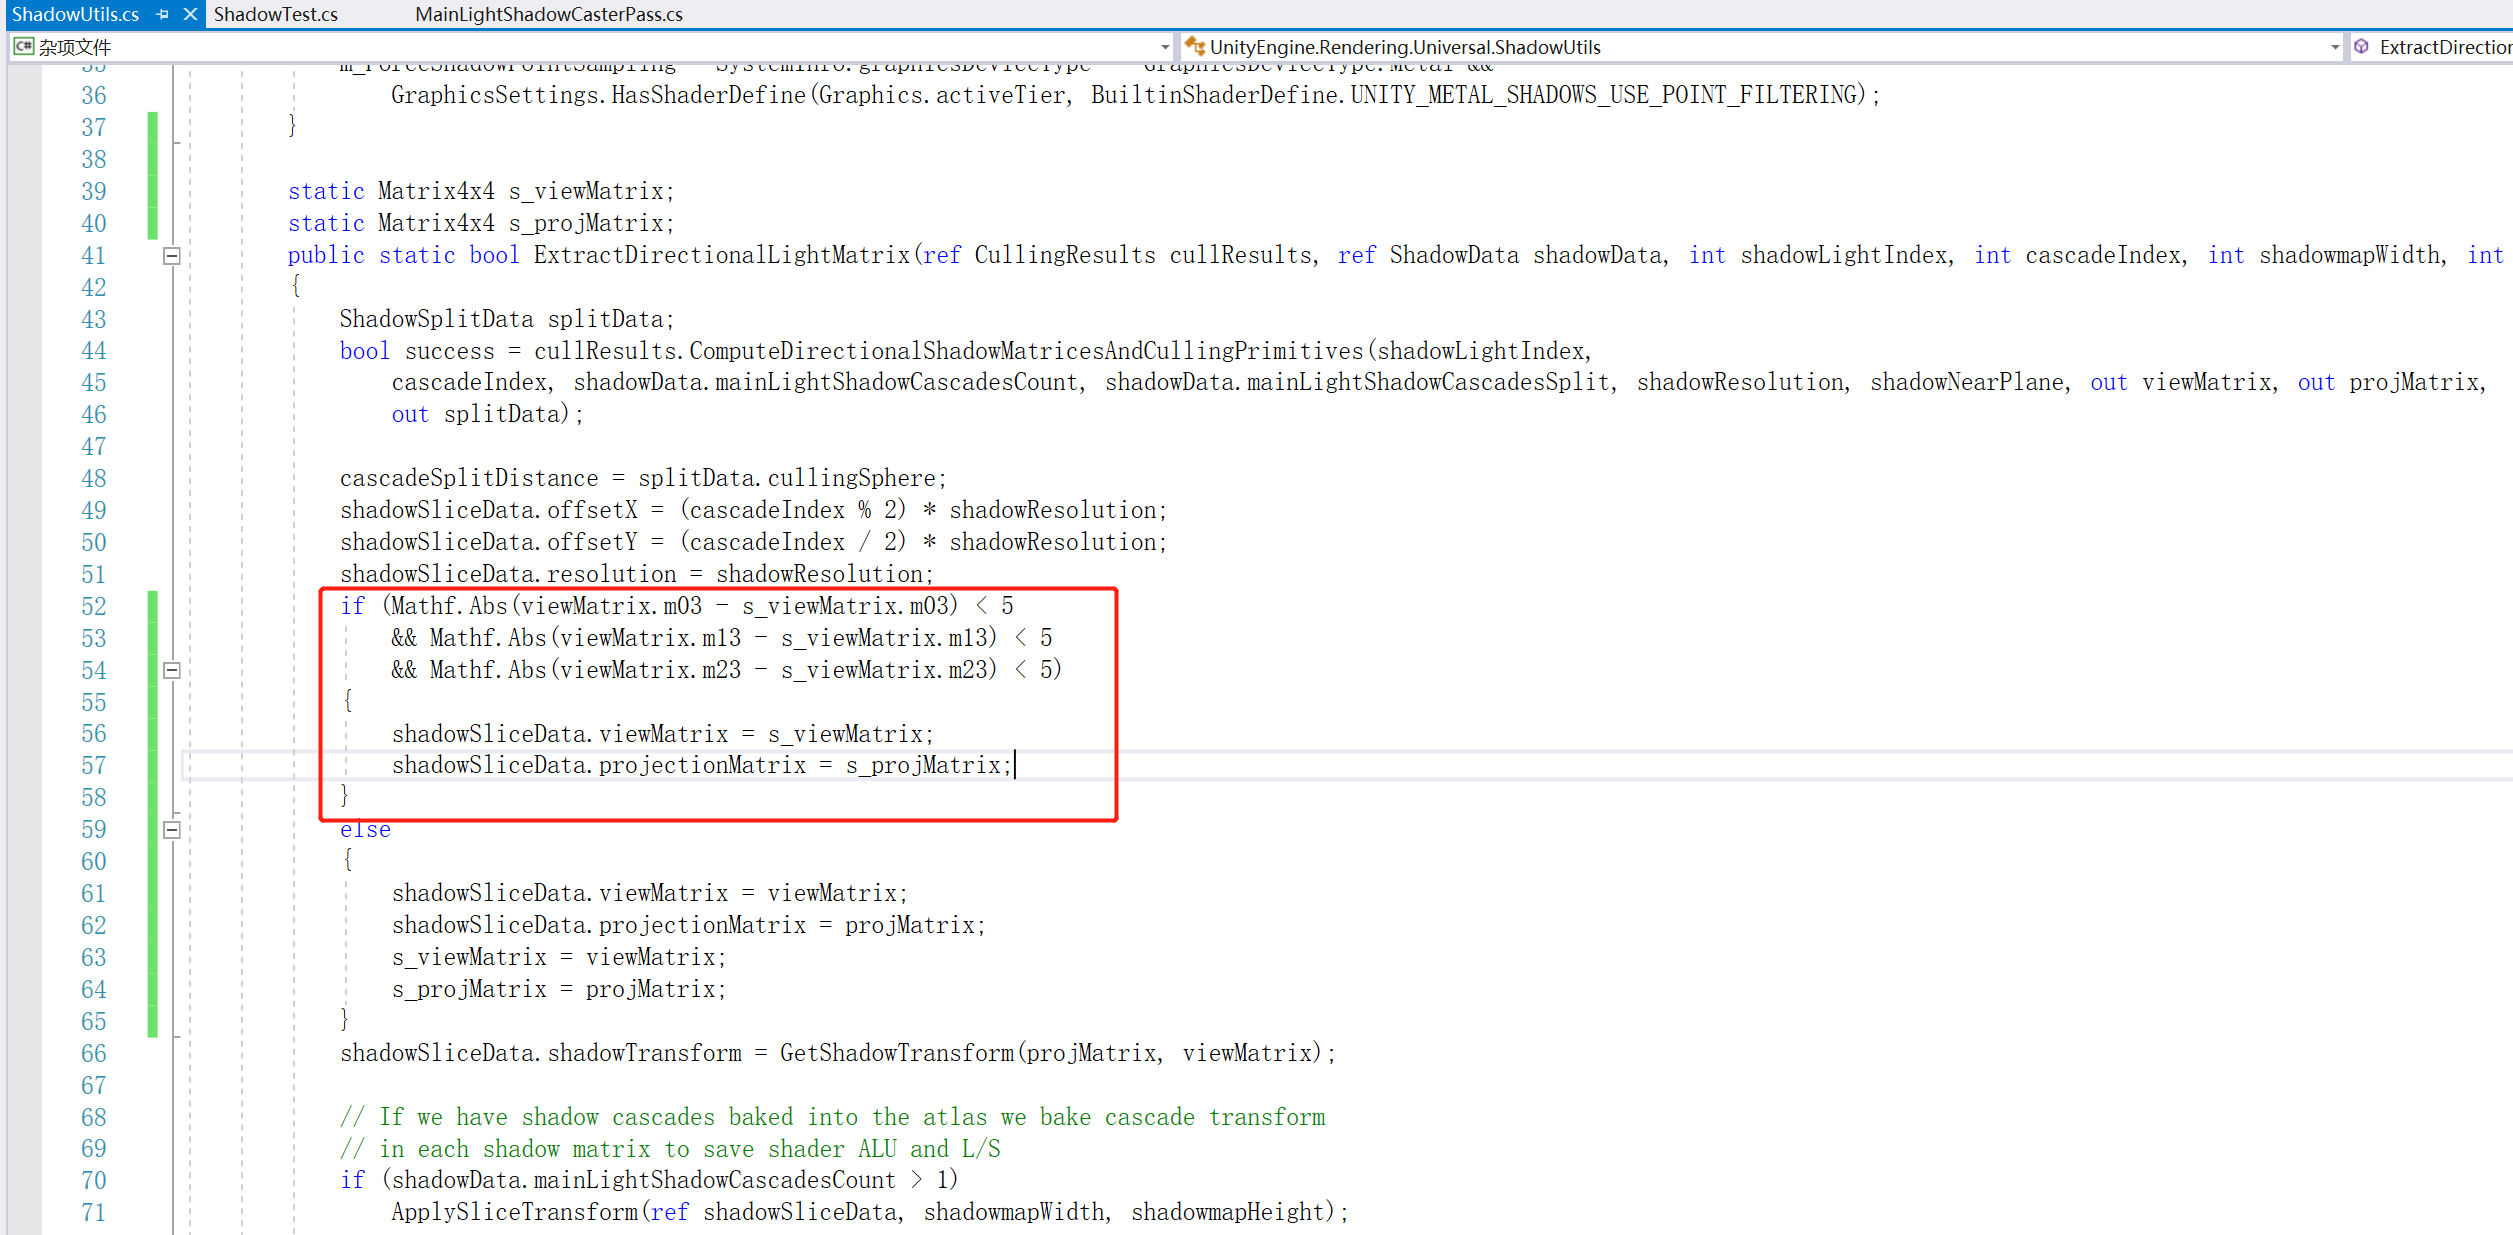 ShadowUtils.cs
ShadowTest.cs
MainLightShadowCasterPass.cs
C# 杂项文件
UnityEngine.Rendering.Universal.ShadowUtils
ExtractDirection
36 GraphicsSettings.HasShaderDefine(Graphics.activeTier, BuiltinShaderDefine.UNITY_METAL_SHADOWS_USE_POINT_FILTERING);
37 }
38
39 static Matrix4x4 s_viewMatrix;
40 static Matrix4x4 s_projMatrix;
41 public static bool ExtractDirectionalLightMatrix(ref CullingResults cullResults, ref ShadowData shadowData, int shadowLightIndex, int cascadeIndex, int shadowmapWidth, int
42 {
43 ShadowSplitData splitData;
44 bool success = cullResults.ComputeDirectionalShadowMatricesAndCullingPrimitives(shadowLightIndex,
45 cascadeIndex, shadowData.mainLightShadowCascadesCount, shadowData.mainLightShadowCascadesSplit, shadowResolution, shadowNearPlane, out viewMatrix, out projMatrix,
46 out splitData);
47
48 cascadeSplitDistance = splitData.cullingSphere;
49 shadowSliceData.offsetX = (cascadeIndex % 2) * shadowResolution;
50 shadowSliceData.offsetY = (cascadeIndex / 2) * shadowResolution;
51 shadowSliceData.resolution = shadowResolution;
52 if (Mathf.Abs(viewMatrix.m03 - s_viewMatrix.m03) < 5
53 && Mathf.Abs(viewMatrix.m13 - s_viewMatrix.m13) < 5
54 && Mathf.Abs(viewMatrix.m23 - s_viewMatrix.m23) < 5)
55 {
56 shadowSliceData.viewMatrix = s_viewMatrix;
57 shadowSliceData.projectionMatrix = s_projMatrix;
58 }
59 else
60 {
61 shadowSliceData.viewMatrix = viewMatrix;
62 shadowSliceData.projectionMatrix = projMatrix;
63 s_viewMatrix = viewMatrix;
64 s_projMatrix = projMatrix;
65 }
66 shadowSliceData.shadowTransform = GetShadowTransform(projMatrix, viewMatrix);
67
68 // If we have shadow cascades baked into the atlas we bake cascade transform
69 // in each shadow matrix to save shader ALU and L/S
70 if (shadowData.mainLightShadowCascadesCount > 1)
71 ApplySliceTransform(ref shadowSliceData, shadowmapWidth, shadowmapHeight);